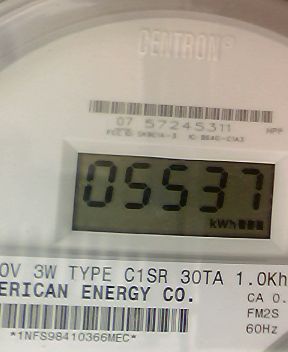 CENTRON®
07 57245311
HPP
05537
kWh
0V 3W TYPE C1SR 30TA 1.0Kh
ERICAN ENERGY CO.
CA 0.
FM2S
60Hz
*1NFS98410366MEC*